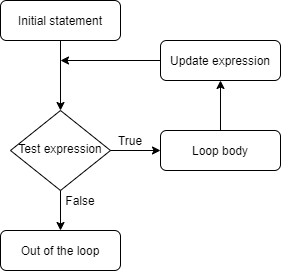 Initial statement
Update expression
Test expression
True
Loop body
False
Out of the loop